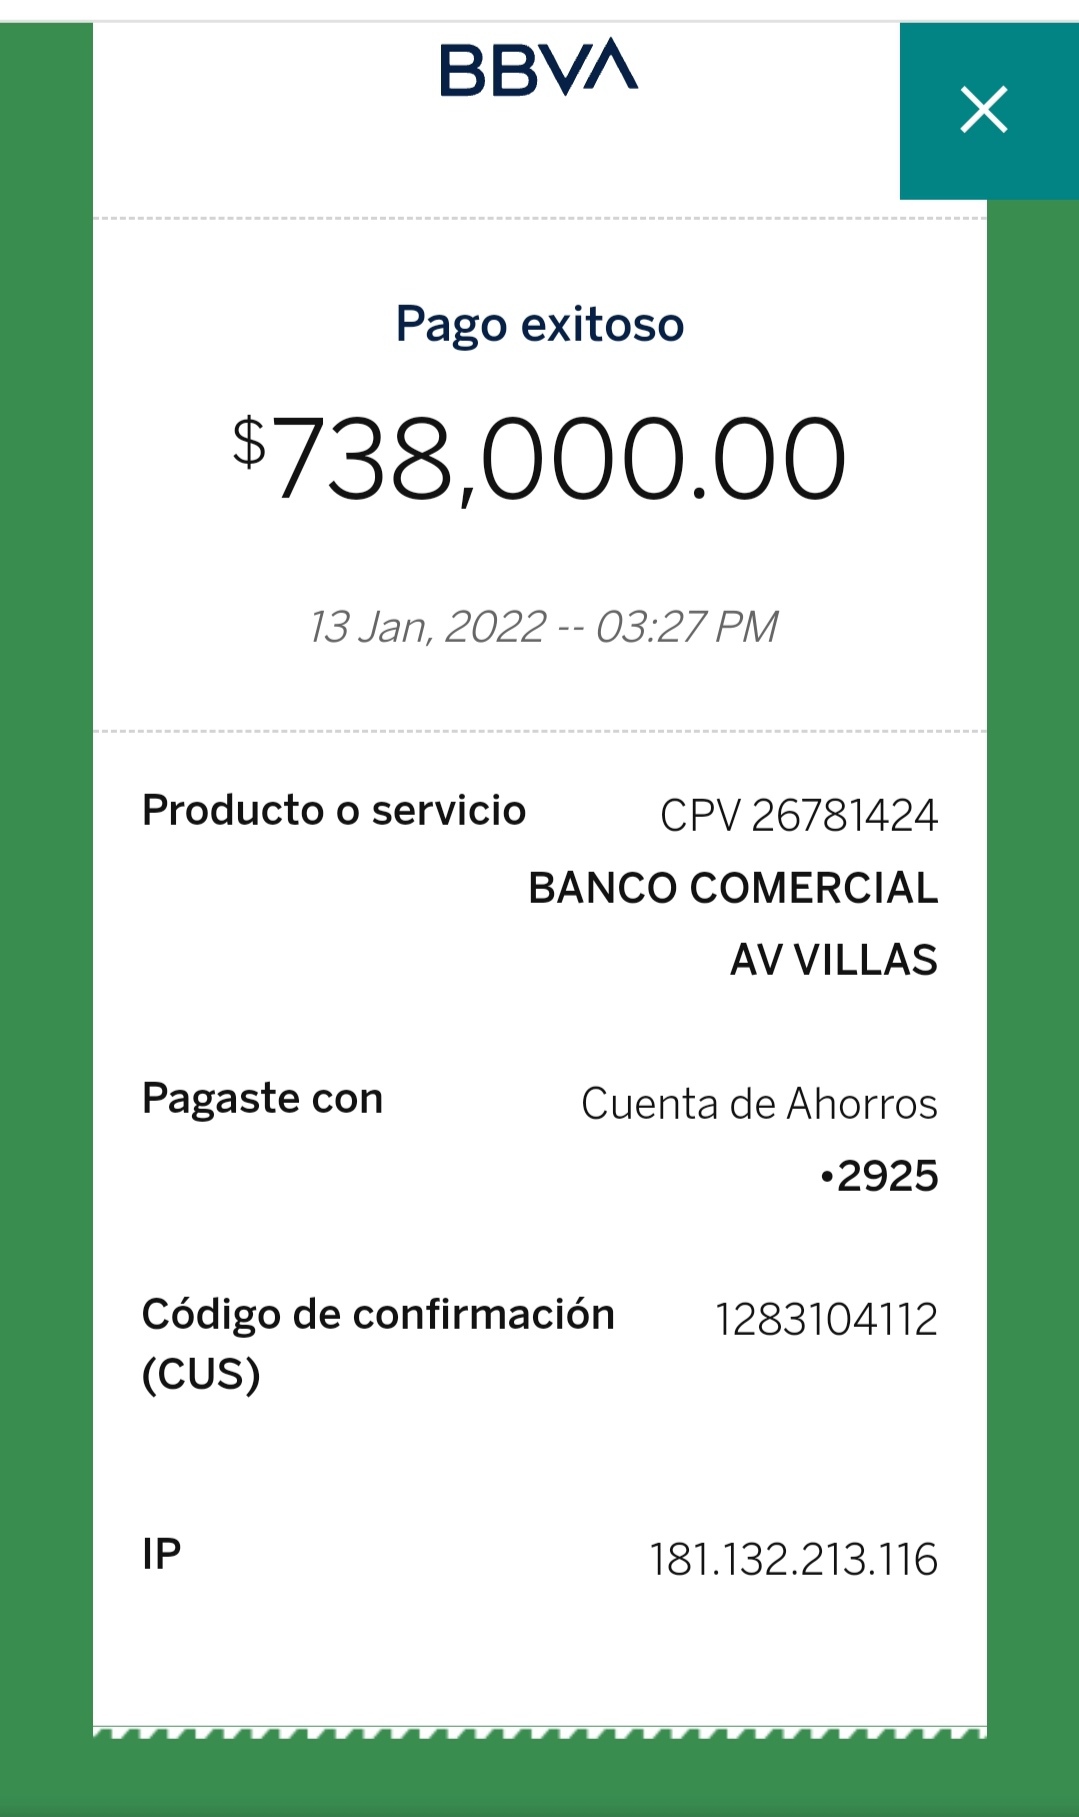 BBVA
Pago exitoso
$738,000.00
13 Jan, 2022 -- 03:27 PM
Producto o servicio CPV 26781424
BANCO COMERCIAL
AV VILLAS
Pagaste con Cuenta de Ahorros
•2925
Código de confirmación 1283104112
(CUS)
IP 181.132.213.116